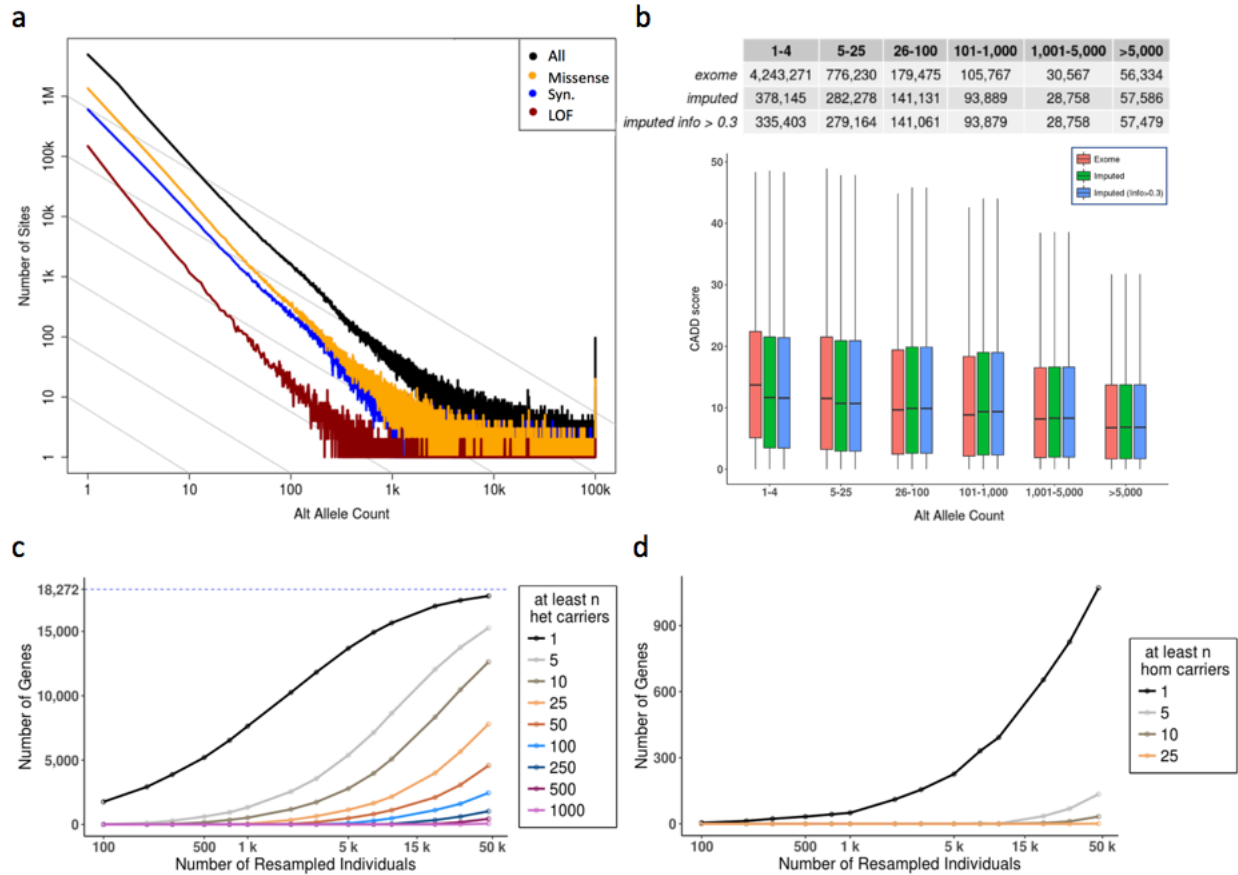 a
Number of Sites
1M
100k
10k
1k
100
10
1
All
Missense
Syn.
LOF
1 10 100 1k 10k 100k
Alt Allele Count
b
1-4 5-25 26-100 101-1,000 1,001-5,000 >5,000
exome 4,243,271 776,230 179,475 105,767 30,567 56,334
imputed 378,145 282,278 141,131 93,889 28,758 57,586
imputed info > 0.3 335,403 279,164 141,061 93,879 28,758 57,479
CADD score
50
40
30
20
10
0
Exome
Imputed
Imputed (Info>0.3)
1-4 5-25 26-100 101-1,000 1,001-5,000 >5,000
Alt Allele Count
c
Number of Genes
18,272
15,000
10,000
5,000
0
at least n
het carriers
1
5
10
25
50
100
250
500
1000
100 500 1 k 5 k 15 k 50 k
Number of Resampled Individuals
d
Number of Genes
900
600
300
0
at least n
hom carriers
1
5
10
25
100 500 1 k 5 k 15 k 50 k
Number of Resampled Individuals